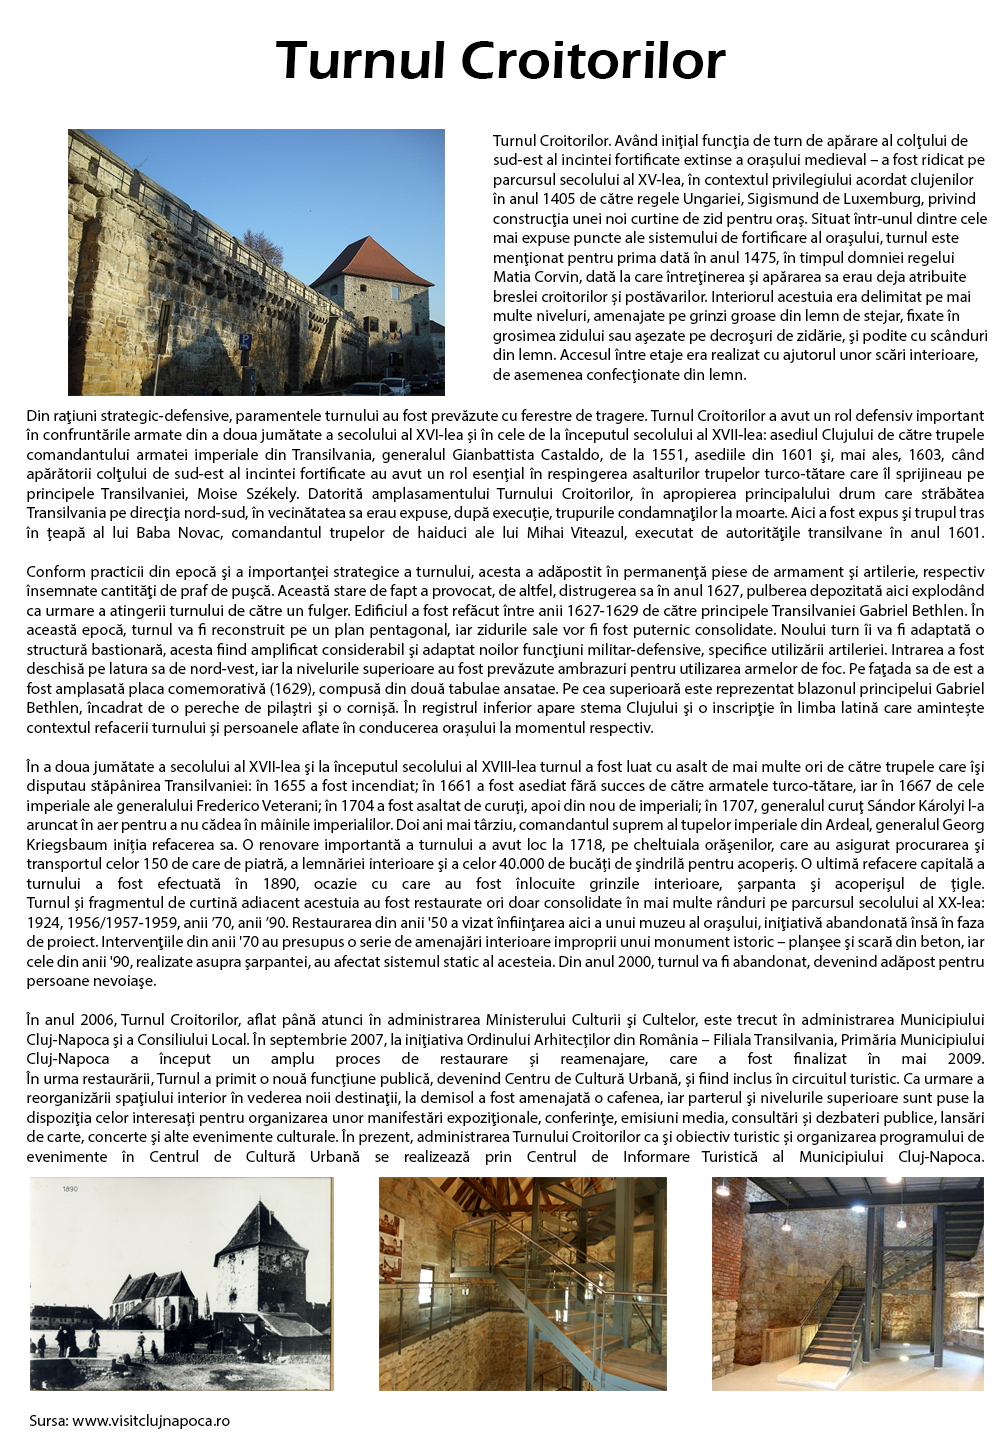 Turnul Croitorilor
Turnul Croitorilor. Având iniţial funcţia de turn de apărare al colţului de
sud-est al incintei fortificate extinse a orașului medieval – a fost ridicat pe
parcursul secolului al XV-lea, în contextul privilegiului acordat clujenilor
în anul 1405 de către regele Ungariei, Sigismund de Luxemburg, privind
construcţia unei noi curtine de zid pentru oraş. Situat într-unul dintre cele
mai expuse puncte ale sistemului de fortificare al oraşului, turnul este
menţionat pentru prima dată în anul 1475, în timpul domniei regelui
Matia Corvin, dată la care întreţinerea şi apărarea sa erau deja atribuite
breslei croitorilor și postăvarilor. Interiorul acestuia era delimitat pe mai
multe niveluri, amenajate pe grinzi groase din lemn de stejar, fixate în
grosimea zidului sau aşezate pe decroşuri de zidărie, şi podite cu scânduri
din lemn. Accesul între etaje era realizat cu ajutorul unor scări interioare,
de asemenea confecţionate din lemn.
Din raţiuni strategic-defensive, paramentele turnului au fost prevăzute cu ferestre de tragere. Turnul Croitorilor a avut un rol defensiv important
în confruntările armate din a doua jumătate a secolului al XVI-lea și în cele de la începutul secolului al XVII-lea: asediul Clujului de către trupele
comandantului armatei imperiale din Transilvania, generalul Gianbattista Castaldo, de la 1551, asediile din 1601 şi, mai ales, 1603, când
apărătorii colţului de sud-est al incintei fortificate au avut un rol esenţial în respingerea asalturilor trupelor turco-tătare care îl sprijineau pe
principele Transilvaniei, Moise Székely. Datorită amplasamentului Turnului Croitorilor, în apropierea principalului drum care străbătea
Transilvania pe direcţia nord-sud, în vecinătatea sa erau expuse, după execuţie, trupurile condamnaţilor la moarte. Aici a fost expus şi trupul tras
în ţeapă al lui Baba Novac, comandantul trupelor de haiduci ale lui Mihai Viteazul, executat de autorităţile transilvane în anul 1601.
Conform practicii din epocă şi a importanţei strategice a turnului, acesta a adăpostit în permanenţă piese de armament şi artilerie, respectiv
însemnate cantităţi de praf de puşcă. Această stare de fapt a provocat, de altfel, distrugerea sa în anul 1627, pulberea depozitată aici explodând
ca urmare a atingerii turnului de către un fulger. Edificiul a fost refăcut între anii 1627-1629 de către principele Transilvaniei Gabriel Bethlen. În
această epocă, turnul va fi reconstruit pe un plan pentagonal, iar zidurile sale vor fi fost puternic consolidate. Noului turn îi va fi adaptată o
structură bastionară, acesta fiind amplificat considerabil şi adaptat noilor funcţiuni militar-defensive, specifice utilizării artileriei. Intrarea a fost
deschisă pe latura sa de nord-vest, iar la nivelurile superioare au fost prevăzute ambrazuri pentru utilizarea armelor de foc. Pe faţada sa de est a
fost amplasată placa comemorativă (1629), compusă din două tabulae ansatae. Pe cea superioară este reprezentat blazonul principelui Gabriel
Bethlen, încadrat de o pereche de pilaştri şi o cornişă. În registrul inferior apare stema Clujului şi o inscripţie în limba latină care amintește
contextul refacerii turnului și persoanele aflate în conducerea orașului la momentul respectiv.
În a doua jumătate a secolului al XVII-lea şi la începutul secolului al XVIII-lea turnul a fost luat cu asalt de mai multe ori de către trupele care îşi
disputau stăpânirea Transilvaniei: în 1655 a fost incendiat; în 1661 a fost asediat fără succes de către armatele turco-tătare, iar în 1667 de cele
imperiale ale generalului Frederico Veterani; în 1704 a fost asaltat de curuţi, apoi din nou de imperiali; în 1707, generalul curuţ Sándor Károlyi l-a
aruncat în aer pentru a nu cădea în mâinile imperialilor. Doi ani mai târziu, comandantul suprem al tupelor imperiale din Ardeal, generalul Georg
Kriegsbaum iniția refacerea sa. O renovare importantă a turnului a avut loc la 1718, pe cheltuiala orăşenilor, care au asigurat procurarea şi
transportul celor 150 de care de piatră, a lemnăriei interioare şi a celor 40.000 de bucăţi de şindrilă pentru acoperiş. O ultimă refacere capitală a
turnului a fost efectuată în 1890, ocazie cu care au fost înlocuite grinzile interioare, șarpanta şi acoperișul de ţigle.
Turnul şi fragmentul de curtină adiacent acestuia au fost restaurate ori doar consolidate în mai multe rânduri pe parcursul secolului al XX-lea:
1924, 1956/1957-1959, anii ’70, anii ’90. Restaurarea din anii '50 a vizat înființarea aici a unui muzeu al orașului, iniţiativă abandonată însă în faza
de proiect. Intervenţiile din anii '70 au presupus o serie de amenajări interioare improprii unui monument istoric – planşee şi scară din beton, iar
cele din anii '90, realizate asupra şarpantei, au afectat sistemul static al acesteia. Din anul 2000, turnul va fi abandonat, devenind adăpost pentru
persoane nevoiaşe.
În anul 2006, Turnul Croitorilor, aflat până atunci în administrarea Ministerului Culturii şi Cultelor, este trecut în administrarea Municipiului
Cluj-Napoca şi a Consiliului Local. În septembrie 2007, la iniţiativa Ordinului Arhitecţilor din România – Filiala Transilvania, Primăria Municipiului
Cluj-Napoca a început un amplu proces de restaurare şi reamenajare, care a fost finalizat în mai 2009.
În urma restaurării, Turnul a primit o nouă funcţiune publică, devenind Centru de Cultură Urbană, și fiind inclus în circuitul turistic. Ca urmare a
reorganizării spaţiului interior în vederea noii destinaţii, la demisol a fost amenajată o cafenea, iar parterul şi nivelurile superioare sunt puse la
dispoziţia celor interesaţi pentru organizarea unor manifestări expoziţionale, conferinţe, emisiuni media, consultări și dezbateri publice, lansări
de carte, concerte şi alte evenimente culturale. În prezent, administrarea Turnului Croitorilor ca şi obiectiv turistic și organizarea programului de
evenimente în Centrul de Cultură Urbană se realizează prin Centrul de Informare Turistică al Municipiului Cluj-Napoca.
1890
Sursa: www.visitclujnapoca.ro